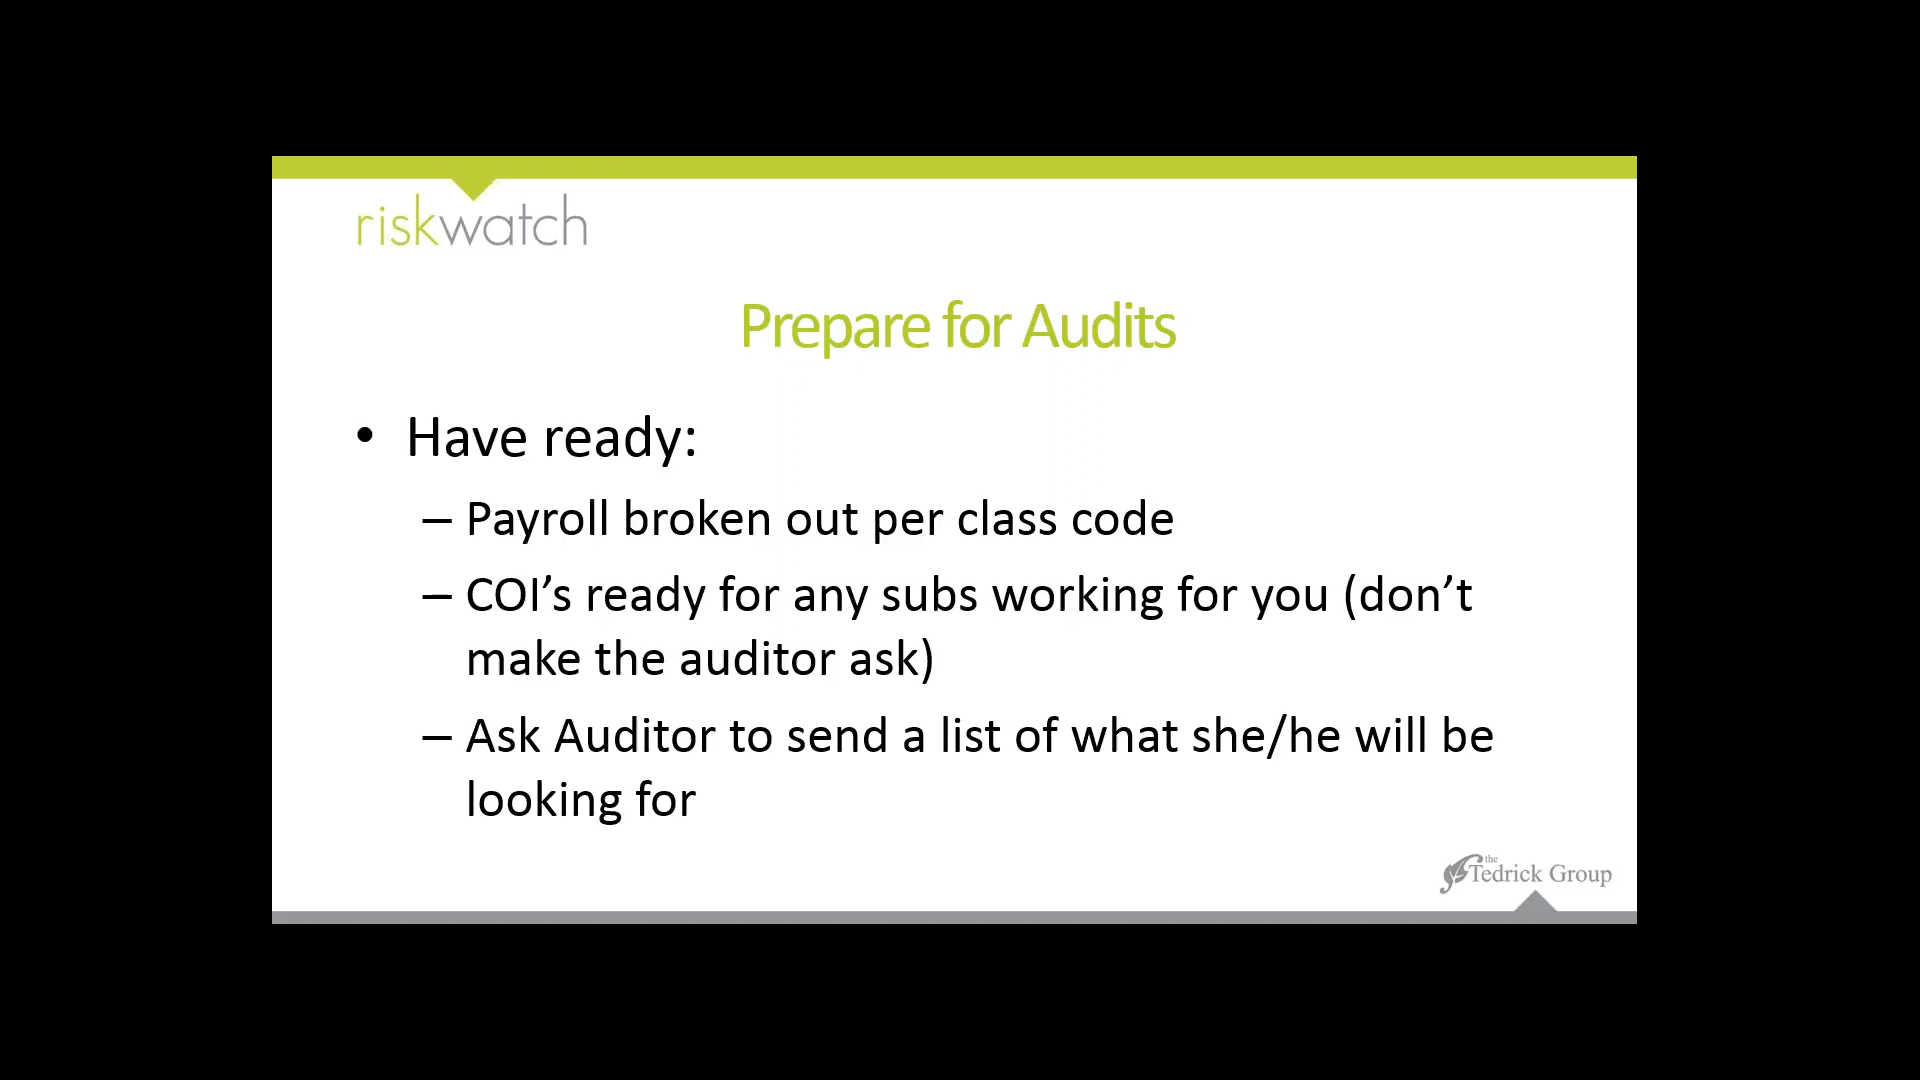 riskwatch
Prepare for Audits
• Have ready:
– Payroll broken out per class code
– COI’s ready for any subs working for you (don’t
make the auditor ask)
– Ask Auditor to send a list of what she/he will be
looking for
the
Tedrick Group